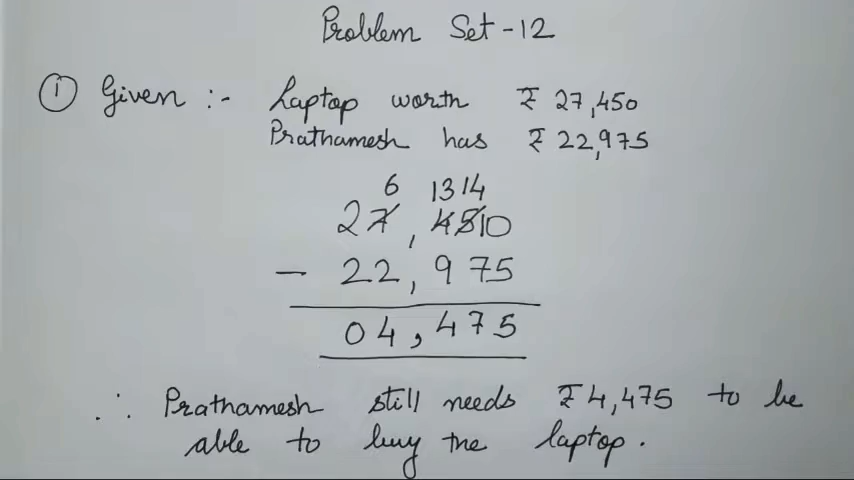 Problem Set -12
① Given :- Laptop worth ₹ 27,450
Prathamesh has ₹ 22,975
6 13 14
27,4510
- 22,975
04,475
∴ Prathamesh still needs ₹ 4,475 to be
able to buy the laptop.